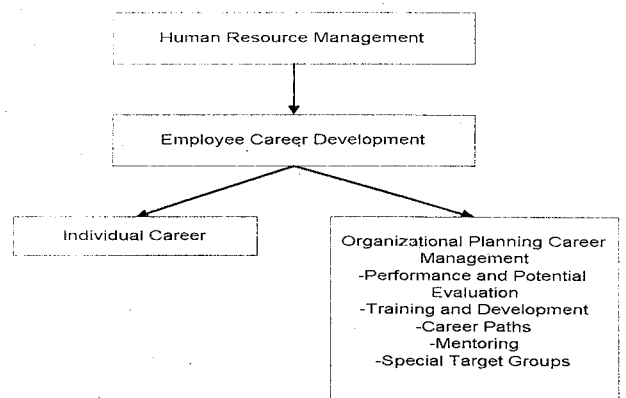 Human Resource Management
Employee Career Development
Individual Career
Organizational Planning Career
Management
-Performance and Potential
Evaluation
-Training and Development
-Career Paths
-Mentoring
-Special Target Groups